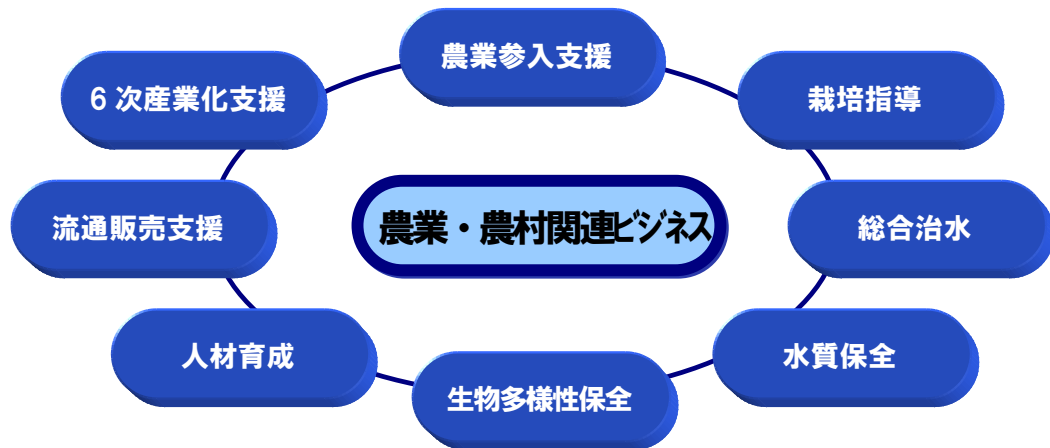 農業参入支援
6次産業化支援
栽培指導
流通販売支援
農業・農村関連ビジネス
総合治水
人材育成
水質保全
生物多様性保全